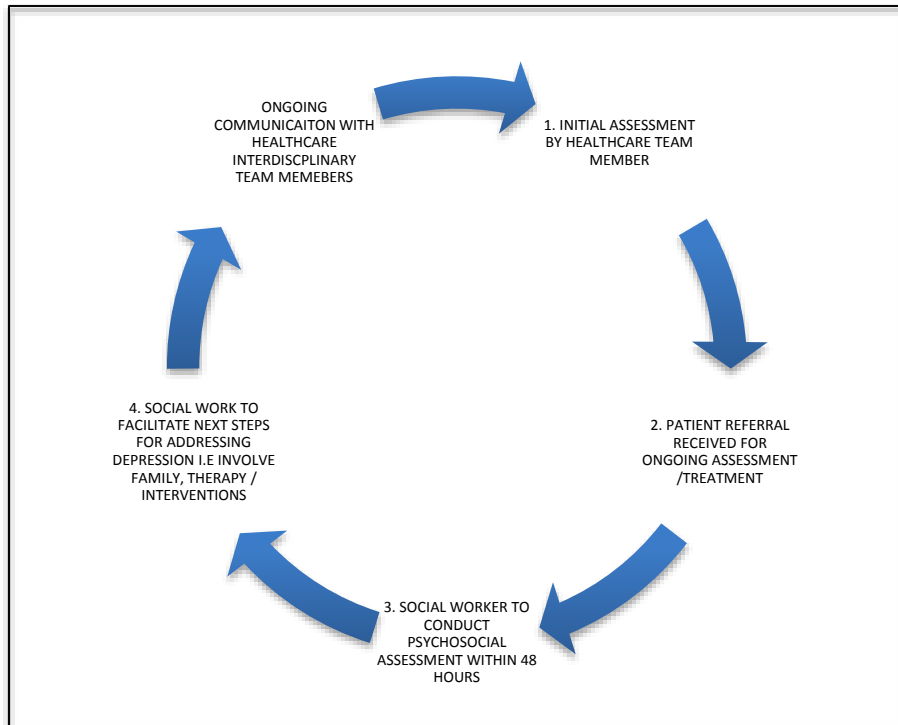 ONGOING
COMMUNICAITON WITH
HEALTHCARE
INTERDISCPLINARY
TEAM MEMEBERS
1. INITIAL ASSESSMENT
BY HEALTHCARE TEAM
MEMBER
2. PATIENT REFERRAL
RECEIVED FOR
ONGOING ASSESSMENT
/TREATMENT
3. SOCIAL WORKER TO
CONDUCT
PSYCHOSOCIAL
ASSESSMENT WITHIN 48
HOURS
4. SOCIAL WORK TO
FACILITATE NEXT STEPS
FOR ADDRESSING
DEPRESSION I.E INVOLVE
FAMILY, THERAPY /
INTERVENTIONS